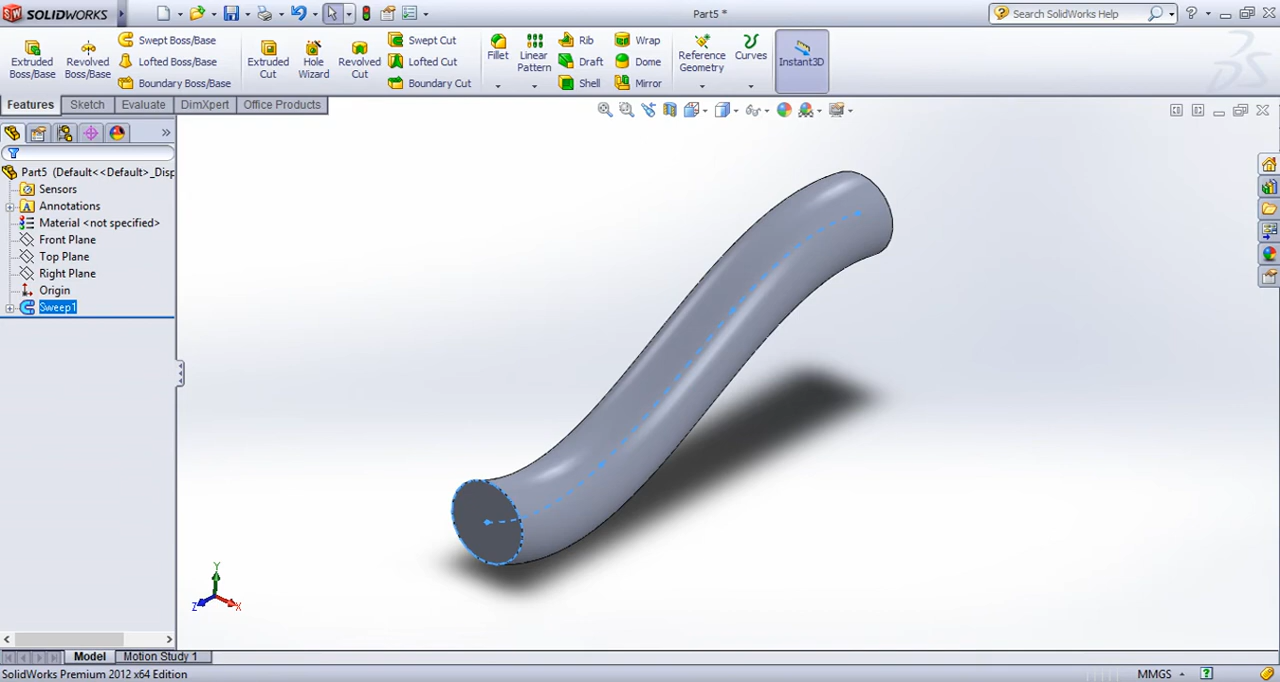 SOLIDWORKS
Part5 *
Search SolidWorks Help
Extruded Boss/Base
Revolved Boss/Base
Swept Boss/Base
Lofted Boss/Base
Boundary Boss/Base
Extruded Cut
Hole Wizard
Revolved Cut
Swept Cut
Lofted Cut
Boundary Cut
Fillet
Linear Pattern
Rib
Draft
Shell
Wrap
Dome
Mirror
Reference Geometry
Curves
Instant3D
Features Sketch Evaluate DimXpert Office Products
Part5 (Default<<Default>_Disp
Sensors
Annotations
Material <not specified>
Front Plane
Top Plane
Right Plane
Origin
Sweep1
Y
Z
X
Model Motion Study 1
SolidWorks Premium 2012 x64 Edition
MMGS